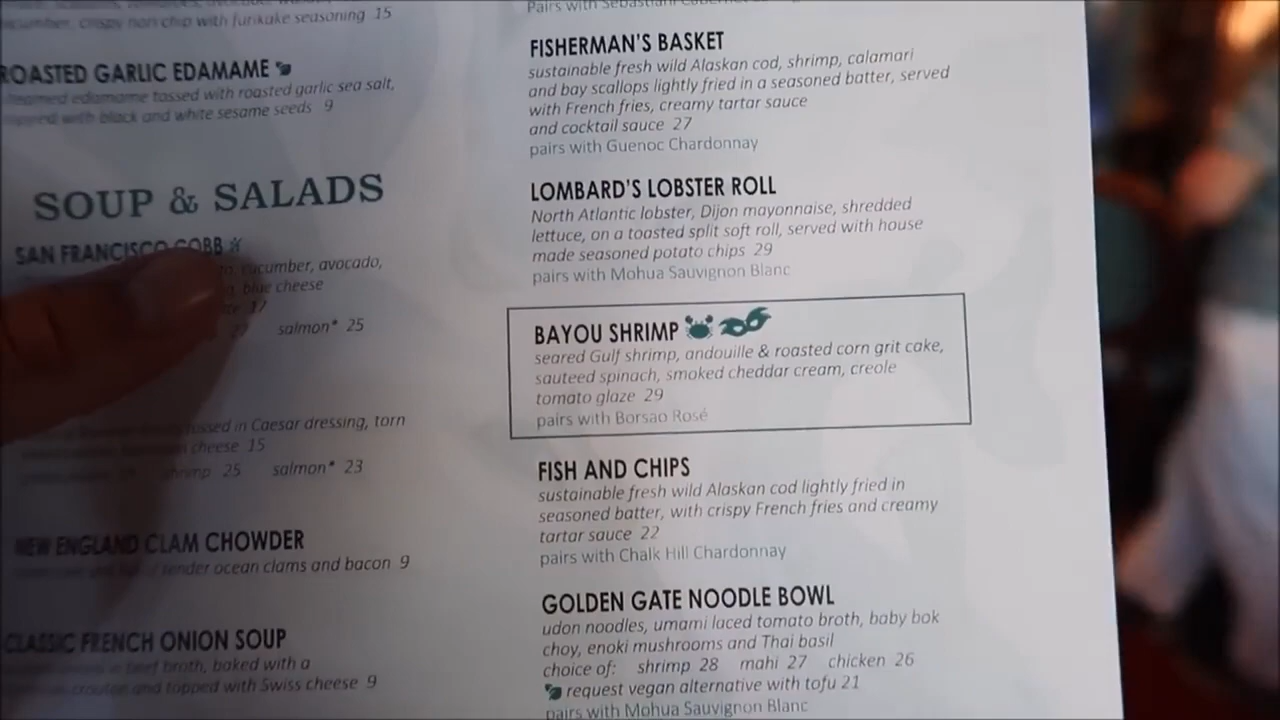 cucumber, crispy nori chip with furikake seasoning 15
ROASTED GARLIC EDAMAME
steamed edamame tossed with roasted garlic sea salt,
topped with black and white sesame seeds 9
SOUP & SALADS
SAN FRANCISCO COBB
cucumber, avocado,
blue cheese
17
salmon* 25
tossed in Caesar dressing, torn
cheese 15
shrimp 25 salmon* 23
NEW ENGLAND CLAM CHOWDER
tender ocean clams and bacon 9
CLASSIC FRENCH ONION SOUP
in beef broth, baked with a
crouton and topped with Swiss cheese 9
Pairs with Sebastiani Cabernet
FISHERMAN'S BASKET
sustainable fresh wild Alaskan cod, shrimp, calamari
and bay scallops lightly fried in a seasoned batter, served
with French fries, creamy tartar sauce
and cocktail sauce 27
pairs with Guenoc Chardonnay
LOMBARD'S LOBSTER ROLL
North Atlantic lobster, Dijon mayonnaise, shredded
lettuce, on a toasted split soft roll, served with house
made seasoned potato chips 29
pairs with Mohua Sauvignon Blanc
BAYOU SHRIMP
seared Gulf shrimp, andouille & roasted corn grit cake,
sauteed spinach, smoked cheddar cream, creole
tomato glaze 29
pairs with Borsao Rosé
FISH AND CHIPS
sustainable fresh wild Alaskan cod lightly fried in
seasoned batter, with crispy French fries and creamy
tartar sauce 22
pairs with Chalk Hill Chardonnay
GOLDEN GATE NOODLE BOWL
udon noodles, umami laced tomato broth, baby bok
choy, enoki mushrooms and Thai basil
choice of: shrimp 28 mahi 27 chicken 26
request vegan alternative with tofu 21
pairs with Mohua Sauvignon Blanc